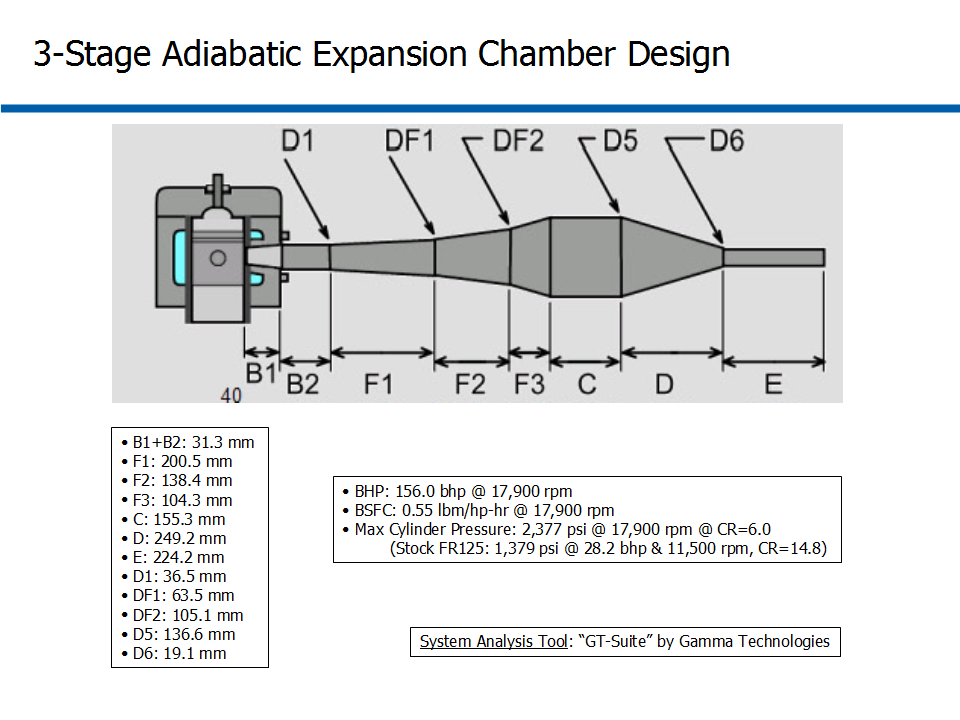 3-Stage Adiabatic Expansion Chamber Design
D1 DF1 DF2 D5 D6
B1 B2 F1 F2 F3 C D E
40
• B1+B2: 31.3 mm
• F1: 200.5 mm
• F2: 138.4 mm
• F3: 104.3 mm
• C: 155.3 mm
• D: 249.2 mm
• E: 224.2 mm
• D1: 36.5 mm
• DF1: 63.5 mm
• DF2: 105.1 mm
• D5: 136.6 mm
• D6: 19.1 mm
• BHP: 156.0 bhp @ 17,900 rpm
• BSFC: 0.55 lbm/hp-hr @ 17,900 rpm
• Max Cylinder Pressure: 2,377 psi @ 17,900 rpm @ CR=6.0
(Stock FR125: 1,379 psi @ 28.2 bhp & 11,500 rpm, CR=14.8)
System Analysis Tool: “GT-Suite” by Gamma Technologies